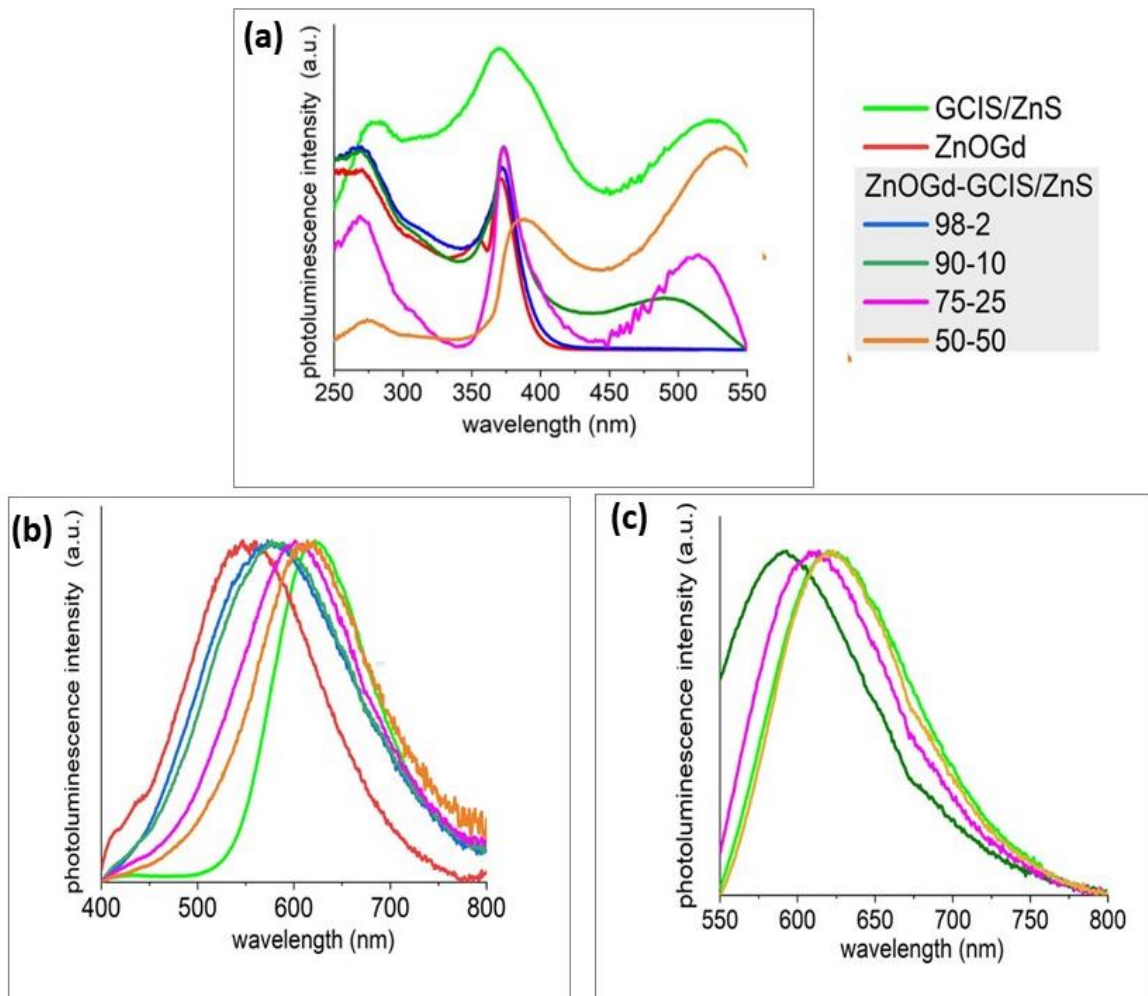 (a)
photoluminescence intensity (a.u.)
250 300 350 400 450 500 550
wavelength (nm)
GCIS/ZnS
ZnOGd
ZnOGd-GCIS/ZnS
98-2
90-10
75-25
50-50
(b)
photoluminescence intensity (a.u.)
400 500 600 700 800
wavelength (nm)
(c)
photoluminescence intensity (a.u.)
550 600 650 700 750 800
wavelength (nm)